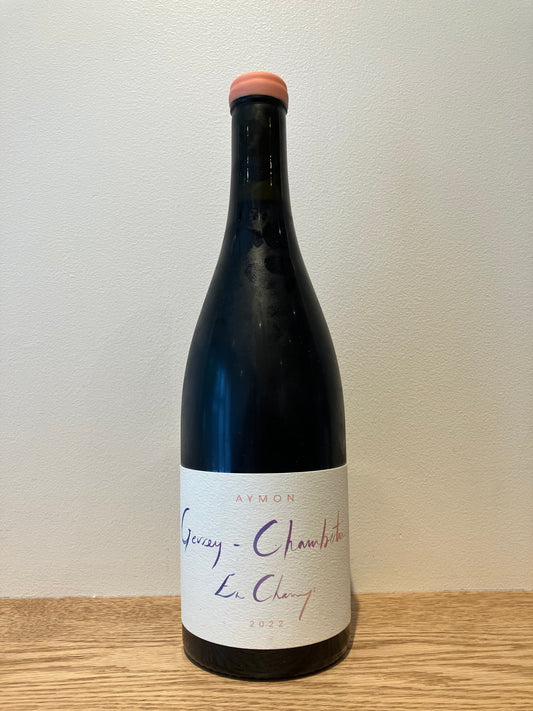 AYMON
Gevrey - Chambertin
En Champ
2022